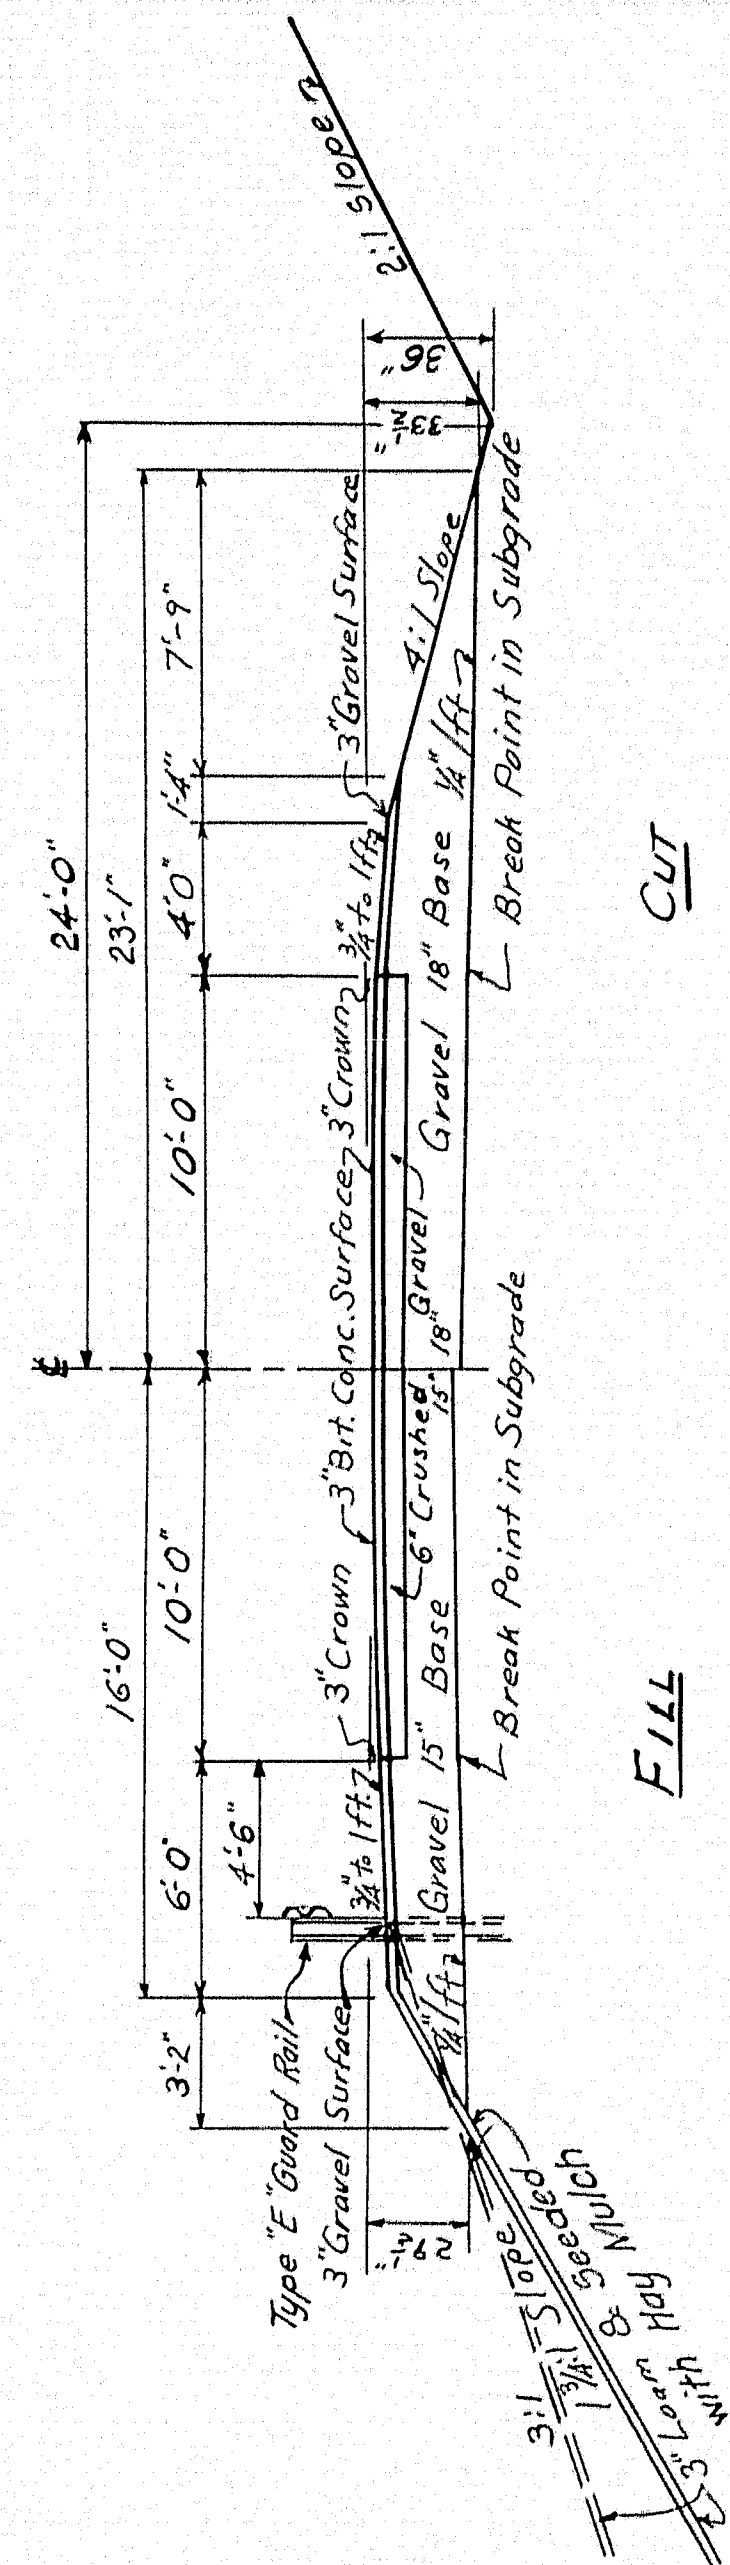 24'-0"
23'-1"
16'-0"
3'-2"
6'-0"
10'-0"
℄
10'-0"
4'0"
1'-4"
7'-9"
4'-6"
Type "E" Guard Rail
3" Gravel Surface
3/4" to 1ft.
3" Crown
3" Bit. Conc. Surface
3" Crown
3/4" to 1ft.
3" Gravel Surface
33½"
36"
2:1 Slope
29½"
1/4"/ft
Gravel 15" Base
6" Crushed Gravel
15"
18"
Gravel 18" Base
1/4"/ft
4:1 Slope
3:1
1 3/4:1 Slope
3" Loam & Seeded
with Hay Mulch
Break Point in Subgrade
Break Point in Subgrade
FILL
CUT